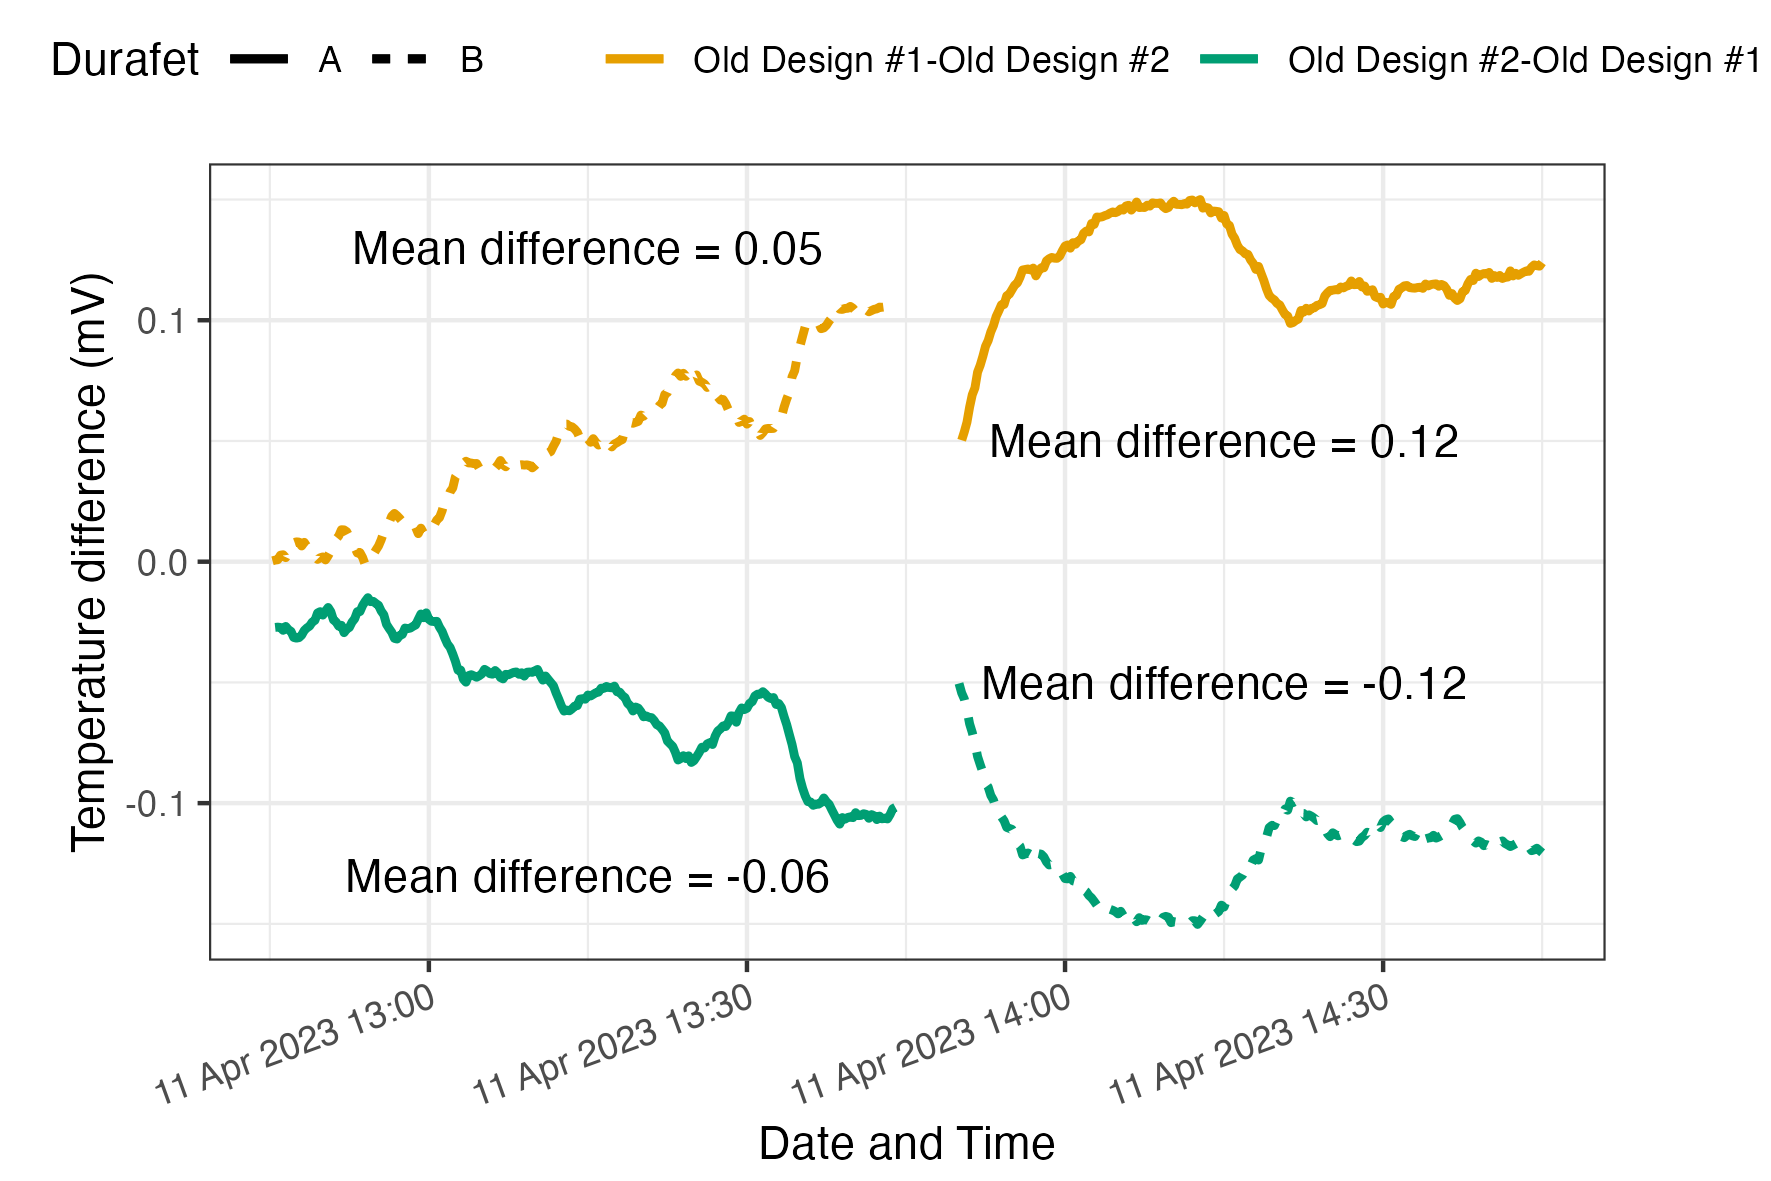 Durafet A B Old Design #1-Old Design #2 Old Design #2-Old Design #1
Mean difference = 0.05
Mean difference = 0.12
Mean difference = -0.12
Mean difference = -0.06
Temperature difference (mV)
0.1
0.0
-0.1
11 Apr 2023 13:00
11 Apr 2023 13:30
11 Apr 2023 14:00
11 Apr 2023 14:30
Date and Time